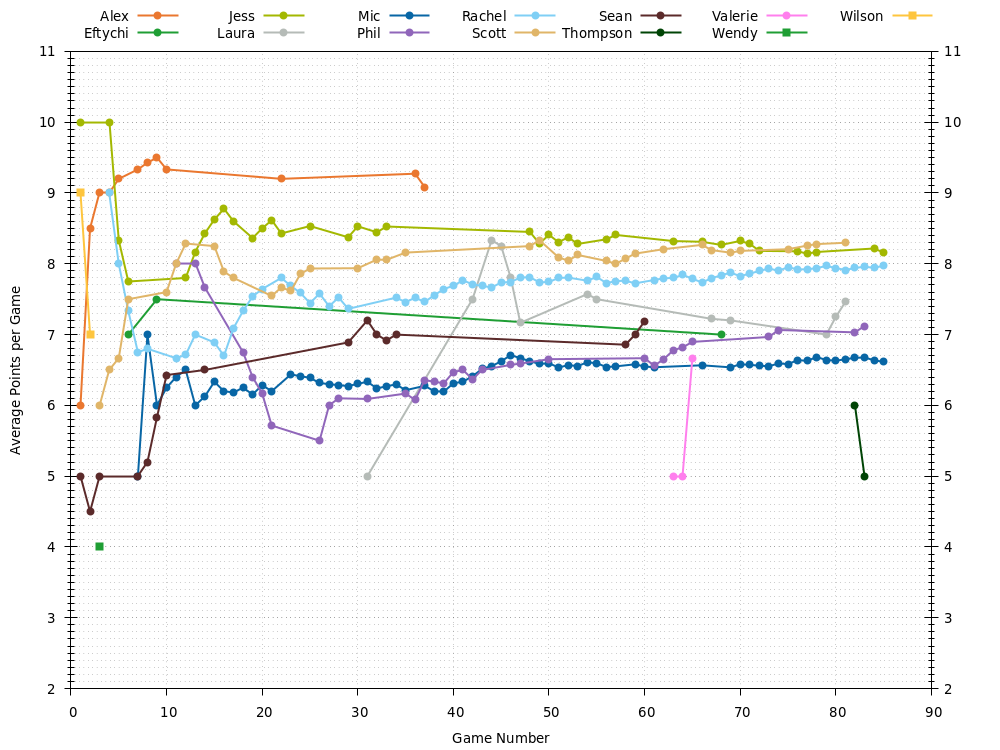 Alex Jess Mic Rachel Sean Valerie Wilson
Eftychi Laura Phil Scott Thompson Wendy
11 11
10 10
9 9
8 8
7 7
6 6
5 5
4 4
3 3
2 2
Average Points per Game
0 10 20 30 40 50 60 70 80 90
Game Number